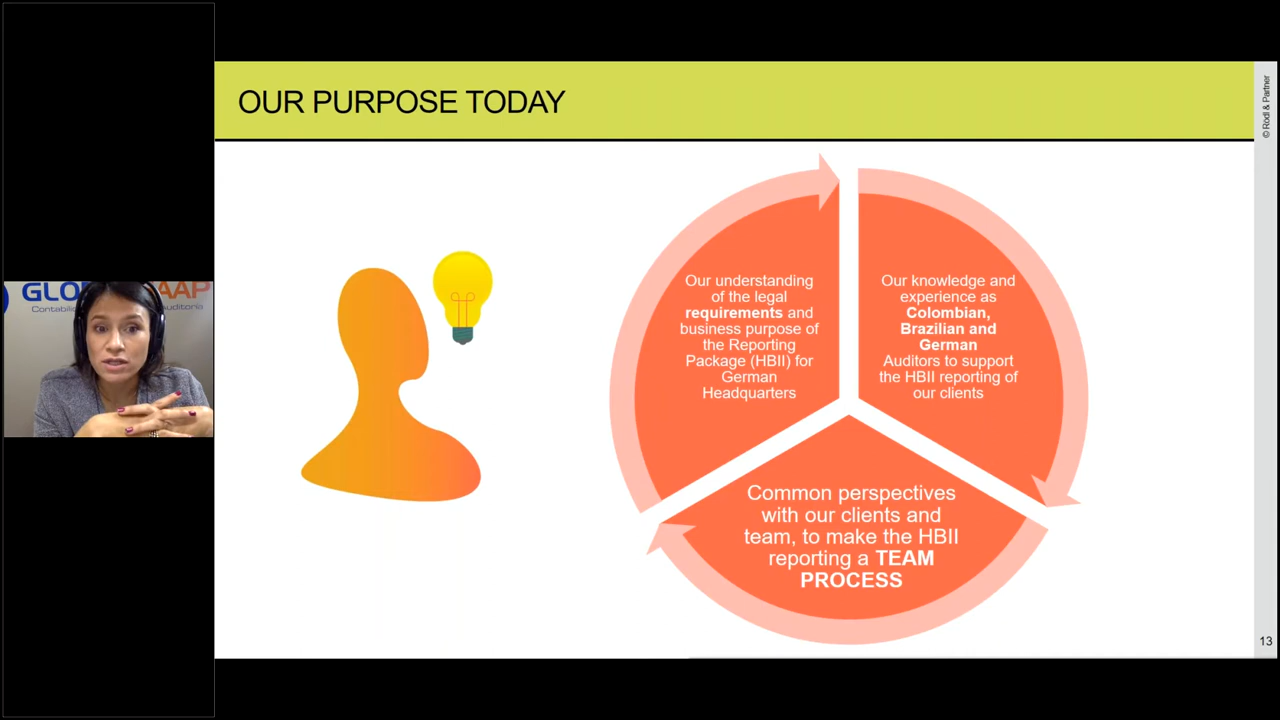 OUR PURPOSE TODAY
© Rödl & Partner
Our understanding
of the legal
requirements and
business purpose of
the Reporting
Package (HBII) for
German
Headquarters
Our knowledge and
experience as
Colombian,
Brazilian and
German
Auditors to support
the HBII reporting of
our clients
Common perspectives
with our clients and
team, to make the HBII
reporting a TEAM
PROCESS
13